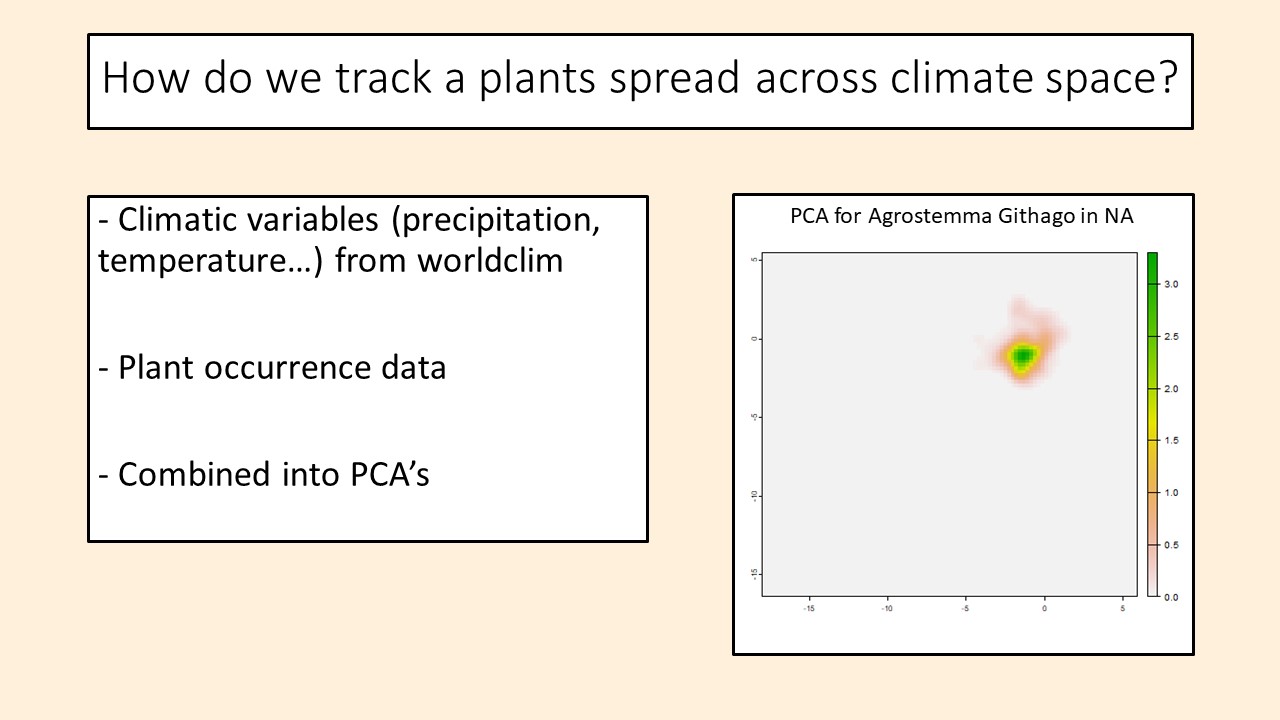 How do we track a plants spread across climate space?
- Climatic variables (precipitation,
temperature…) from worldclim
- Plant occurrence data
- Combined into PCA’s
PCA for Agrostemma Githago in NA
5
0
-5
-10
-15
-15
-10
-5
0
5
3.0
2.5
2.0
1.5
1.0
0.5
0.0